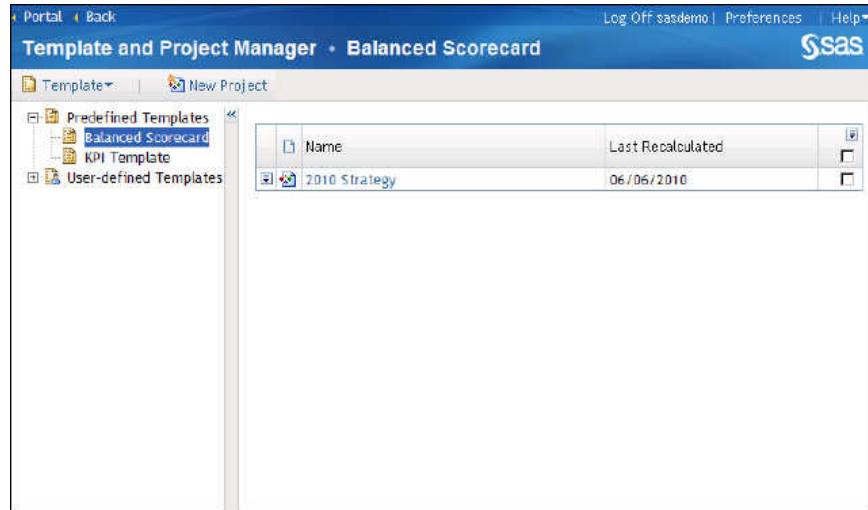 Portal Back Log Off sasdemo | Preferences | Help
Template and Project Manager • Balanced Scorecard sas
Template | New Project
Predefined Templates
Balanced Scorecard
KPI Template
User-defined Templates
Name Last Recalculated
2010 Strategy 06/06/2010